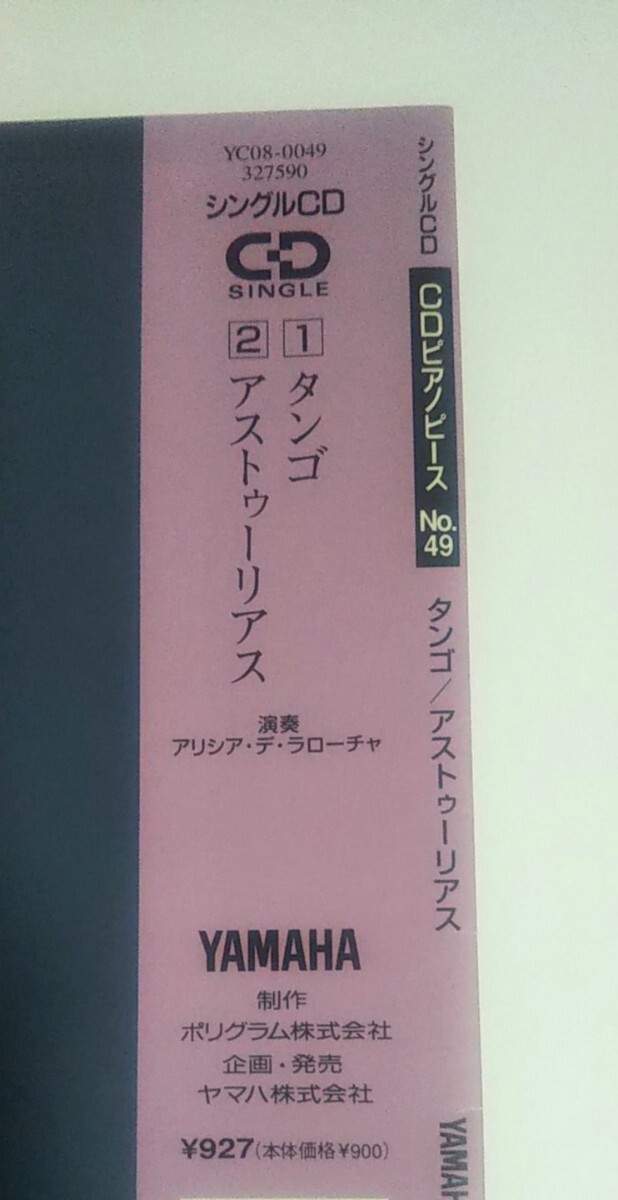 YC08-0049
327590
シングルCD
CD
SINGLE
1 タンゴ
2 アストゥーリアス
演奏
アリシア・デ・ラローチャ
YAMAHA
制作
ポリグラム株式会社
企画・発売
ヤマハ株式会社
¥927(本体価格¥900)
シングルCD
CDピアノピース No.49
タンゴ/アストゥーリアス
YAMAH